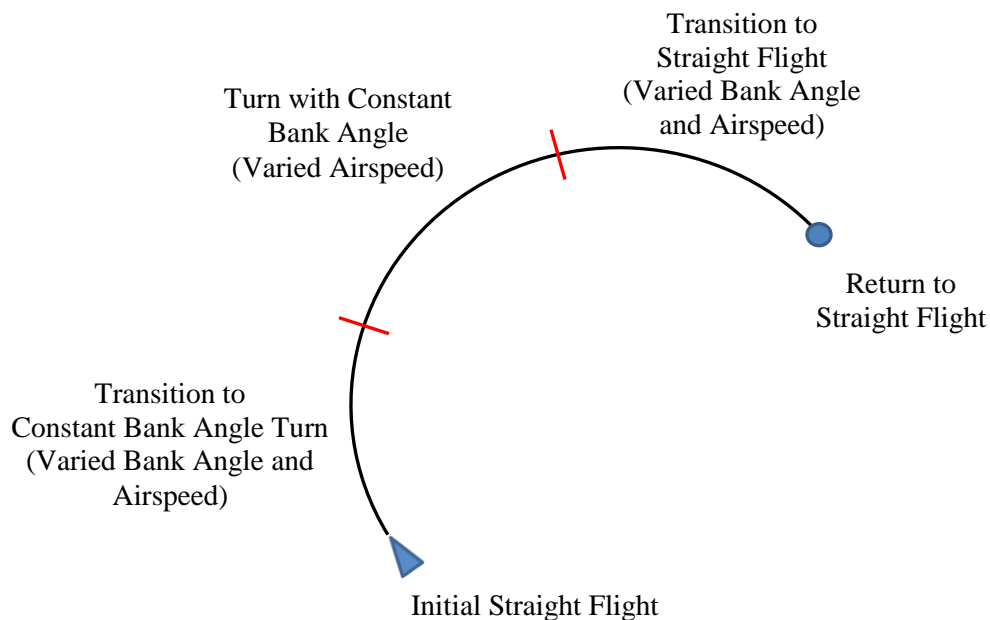 Transition to
Straight Flight
(Varied Bank Angle
and Airspeed)
Turn with Constant
Bank Angle
(Varied Airspeed)
Return to
Straight Flight
Transition to
Constant Bank Angle Turn
(Varied Bank Angle and
Airspeed)
Initial Straight Flight